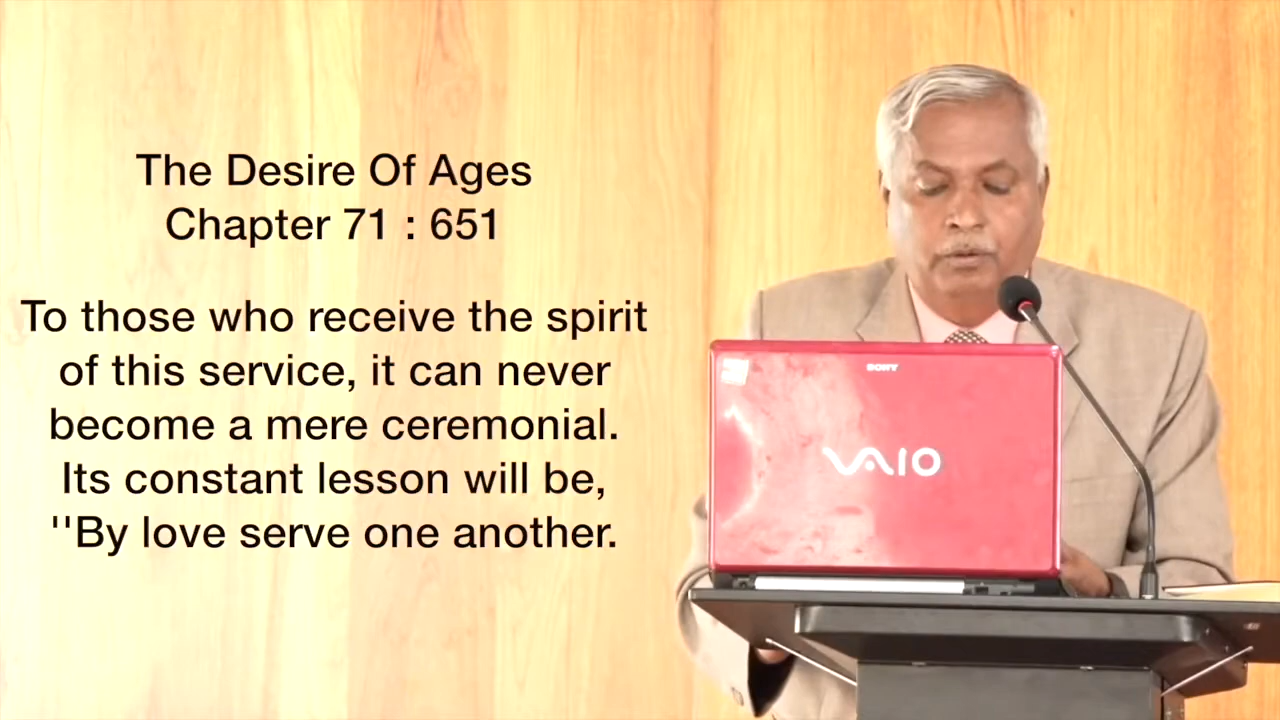 The Desire Of Ages
Chapter 71 : 651
To those who receive the spirit
of this service, it can never
become a mere ceremonial.
Its constant lesson will be,
''By love serve one another.
SONY
VAIO